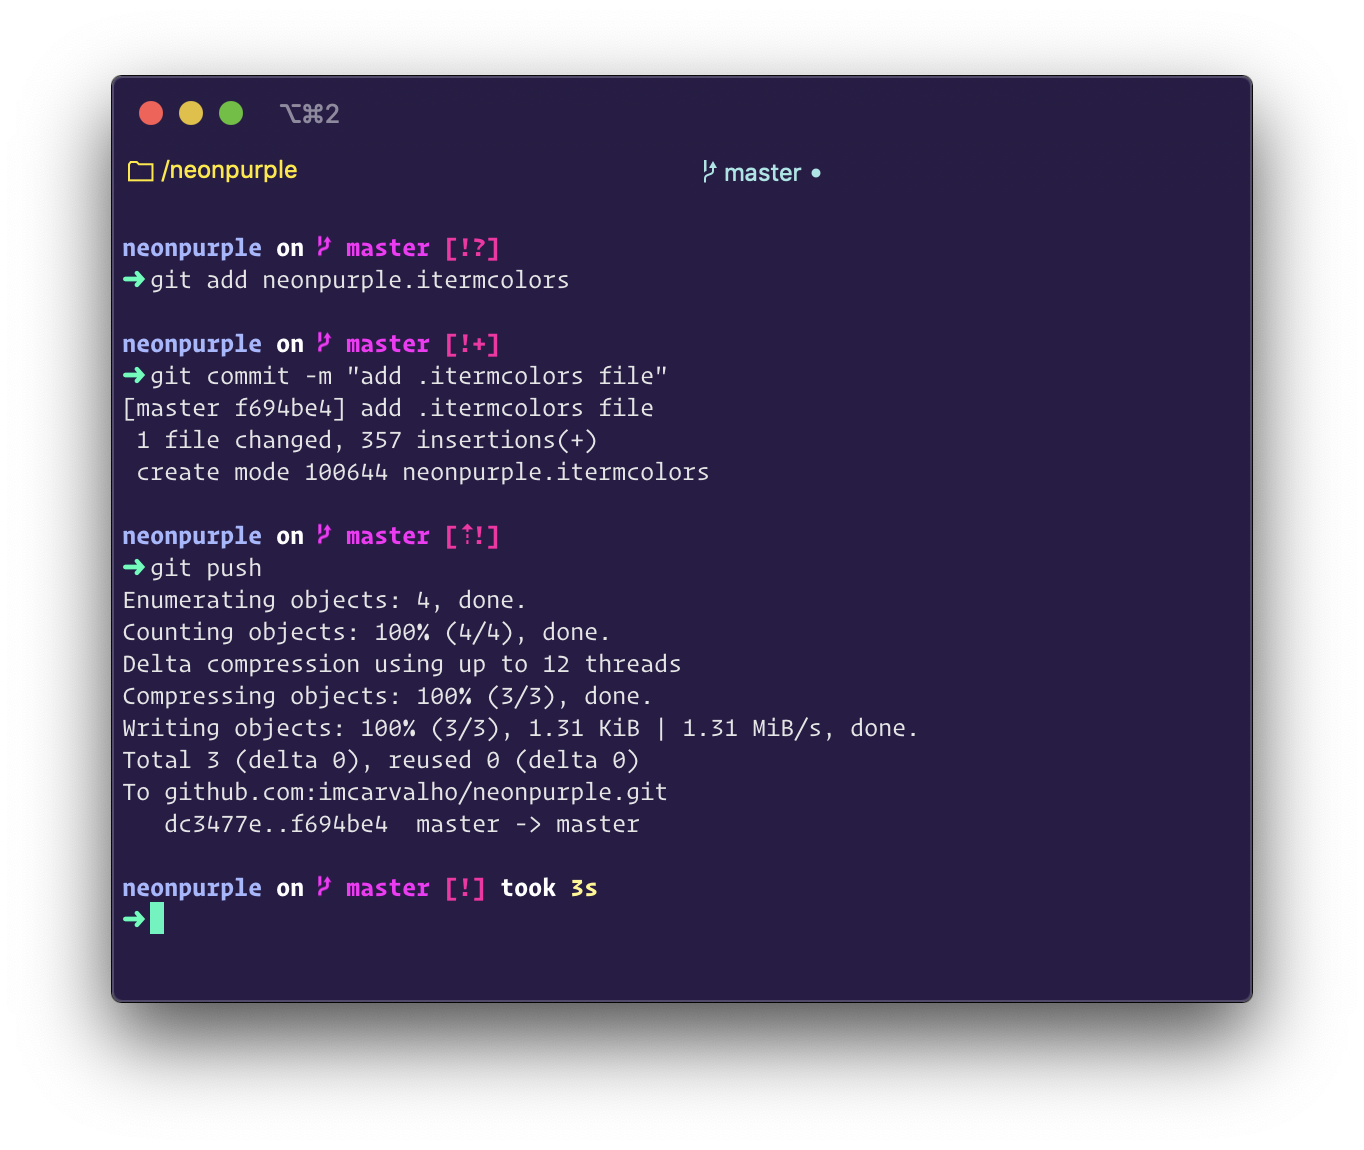 ⌥⌘2
/neonpurple
master •
neonpurple on master [!?]
➜ git add neonpurple.itermcolors
neonpurple on master [!+]
➜ git commit -m "add .itermcolors file"
[master f694be4] add .itermcolors file
1 file changed, 357 insertions(+)
create mode 100644 neonpurple.itermcolors
neonpurple on master [⇡!]
➜ git push
Enumerating objects: 4, done.
Counting objects: 100% (4/4), done.
Delta compression using up to 12 threads
Compressing objects: 100% (3/3), done.
Writing objects: 100% (3/3), 1.31 KiB | 1.31 MiB/s, done.
Total 3 (delta 0), reused 0 (delta 0)
To github.com:imcarvalho/neonpurple.git
dc3477e..f694be4  master -> master
neonpurple on master [!] took 3s
➜